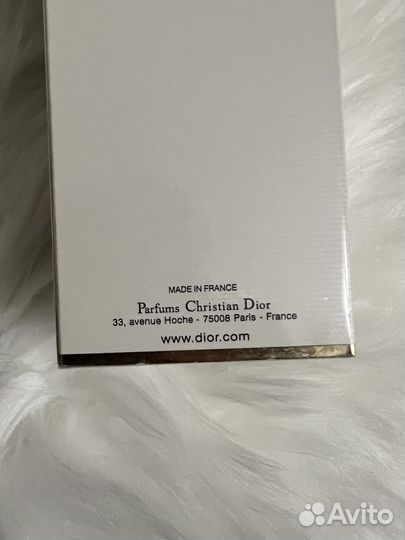 MADE IN FRANCE
Parfums Christian Dior
33, avenue Hoche - 75008 Paris - France
www.dior.com
Avito